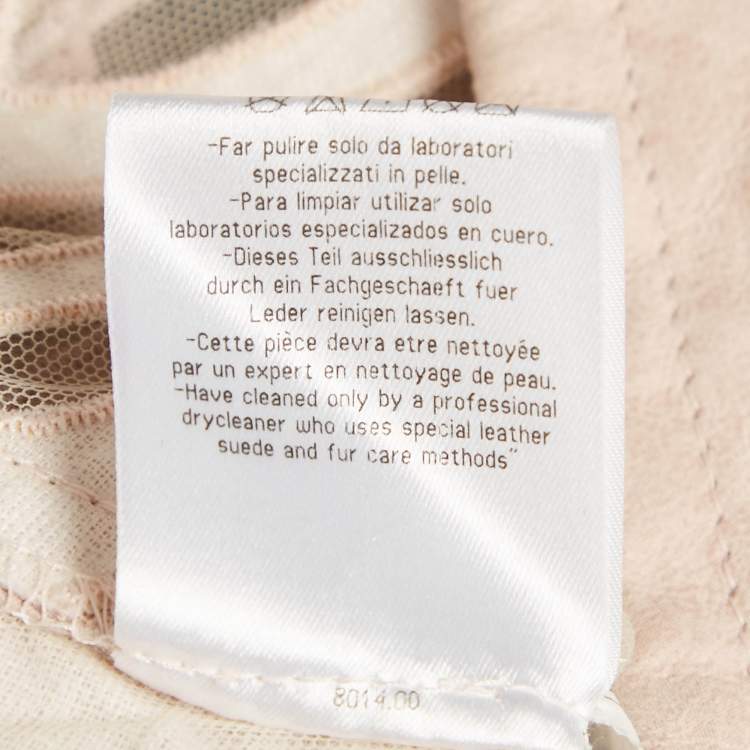 -Far pulire solo da laboratori
specializzati in pelle.
-Para limpiar utilizar solo
laboratorios especializados en cuero.
-Dieses Teil ausschliesslich
durch ein Fachgeschaeft fuer
Leder reinigen lassen.
-Cette pièce devra etre nettoyée
par un expert en nettoyage de peau.
-Have cleaned only by a professional
drycleaner who uses special leather
suede and fur care methods"
8014.00